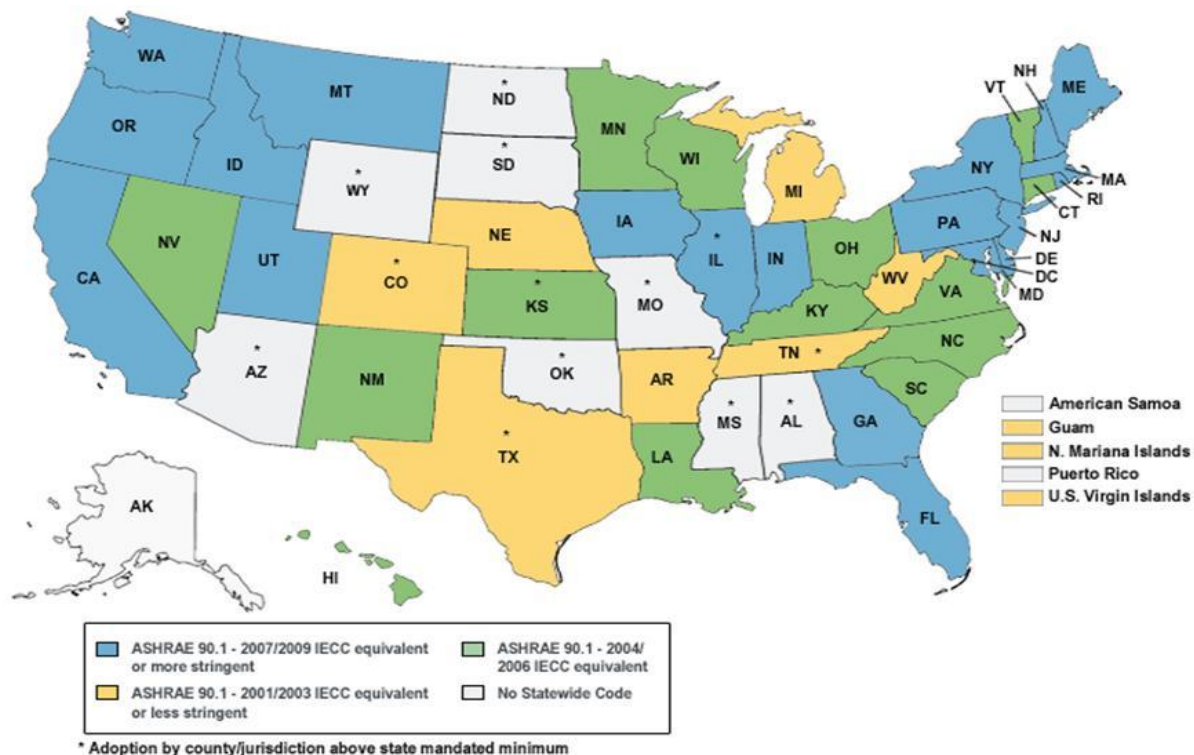 WA
MT
ND
*
MN
VT
NH
ME
OR
ID
WY
*
SD
*
WI
MI
NY
MA
RI
CT
NV
UT
CO
*
NE
IA
IL
*
IN
OH
PA
NJ
DE
DC
MD
CA
KS
*
MO
*
KY
WV
VA
AZ
*
NM
OK
*
AR
TN *
NC
SC
TX
*
LA
MS
*
AL
*
GA
FL
AK
HI
American Samoa
Guam
N. Mariana Islands
Puerto Rico
U.S. Virgin Islands
ASHRAE 90.1 - 2007/2009 IECC equivalent
or more stringent
ASHRAE 90.1 - 2001/2003 IECC equivalent
or less stringent
ASHRAE 90.1 - 2004/
2006 IECC equivalent
No Statewide Code
* Adoption by county/jurisdiction above state mandated minimum